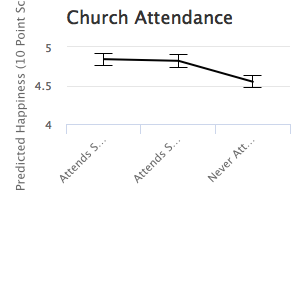 Church Attendance
Predicted Happiness (10 Point Sc
5
4.5
4
Attends S...
Attends S...
Never Att...